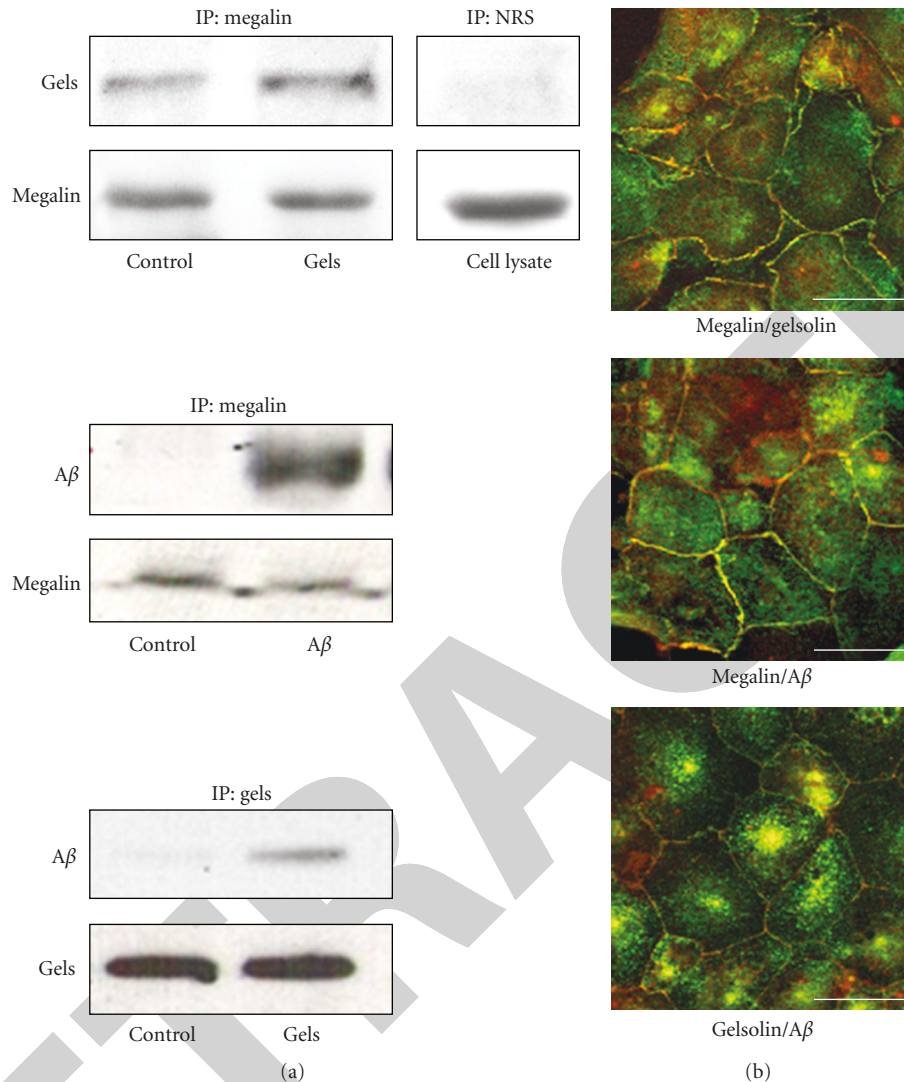 IP: megalin
IP: NRS
Gels
Megalin
Control
Gels
Cell lysate
Megalin/gelsolin
IP: megalin
Aβ
Megalin
Control
Aβ
Megalin/Aβ
IP: gels
Aβ
Gels
Control
Gels
Gelsolin/Aβ
(a)
(b)
TRAC